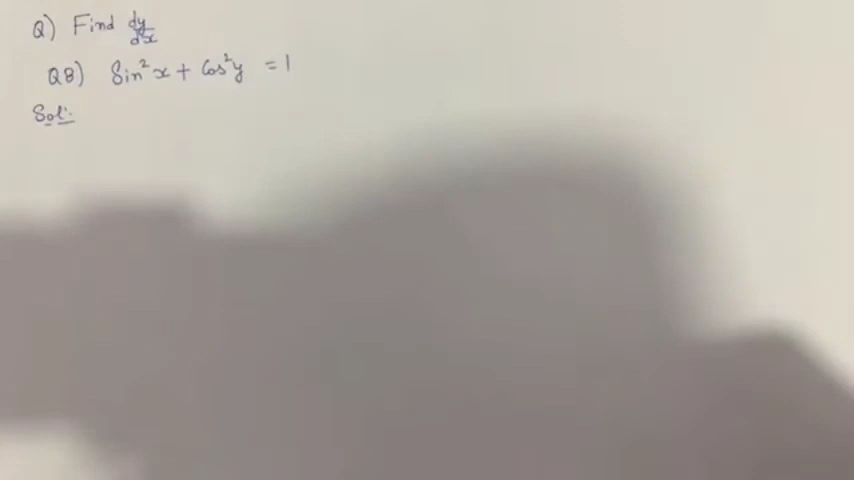 Q) Find dy/dx
Q8) Sin²x + Cos²y = 1
Sol: